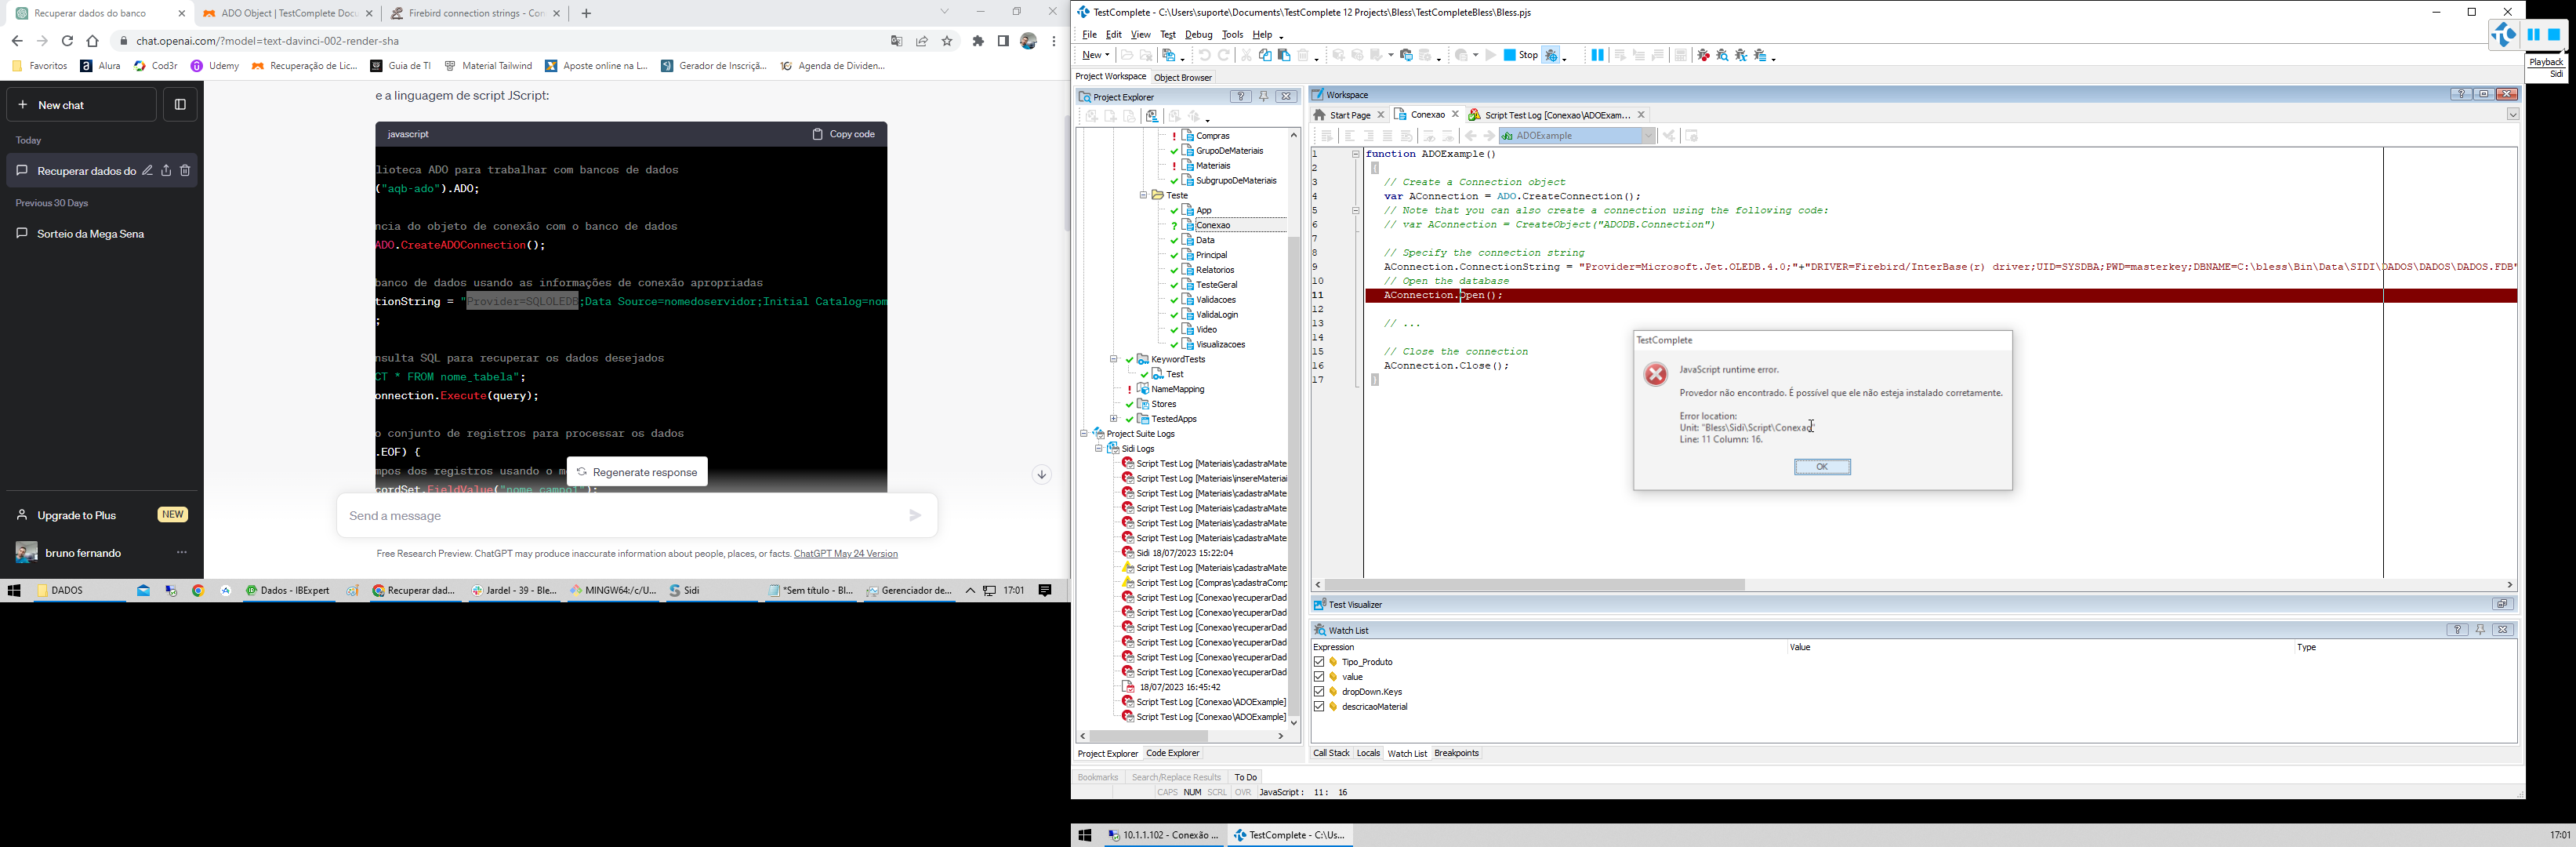 Recuperar dados do banco
ADO Object | TestComplete Docu
Firebird connection strings - Con
chat.openai.com/?model=text-davinci-002-render-sha
Favoritos
Alura
Cod3r
Udemy
Recuperação de Lic...
Guia de TI
Material Tailwind
Aposte online na L...
Gerador de Inscriçã...
Agenda de Dividen...
New chat
Today
Recuperar dados do
Previous 30 Days
Sorteio da Mega Sena
Upgrade to Plus
NEW
bruno fernando
e a linguagem de script JScript:
javascript
Copy code
lioteca ADO para trabalhar com bancos de dados
("aqb-ado").ADO;
ncia do objeto de conexão com o banco de dados
ADO.CreateADOConnection();
banco de dados usando as informações de conexão apropriadas
tionString = "Provider=SQLOLEDB;Data Source=nomedoservidor;Initial Catalog=nom
;
nsulta SQL para recuperar os dados desejados
CT * FROM nome_tabela";
onnection.Execute(query);
o conjunto de registros para processar os dados
.EOF) {
mpos dos registros usando o m
cordSet.FieldValue("nome_campo1");
Regenerate response
Send a message
Free Research Preview. ChatGPT may produce inaccurate information about people, places, or facts. ChatGPT May 24 Version
DADOS
Dados - IBExpert
Recuperar dad...
Jardel - 39 - Ble...
MINGW64:/c/U...
Sidi
*Sem título - Bl...
Gerenciador de...
17:01
TestComplete - C:\Users\suporte\Documents\TestComplete 12 Projects\Bless\TestCompleteBless\Bless.pjs
File Edit View Test Debug Tools Help
New
Stop
Playback
Sidi
Project Workspace
Object Browser
Project Explorer
Compras
GrupoDeMateriais
Materiais
SubgrupoDeMateriais
Teste
App
Conexao
Data
Principal
Relatorios
TesteGeral
Validacoes
ValidaLogin
Video
Visualizacoes
KeywordTests
Test
NameMapping
Stores
TestedApps
Project Suite Logs
Sidi Logs
Script Test Log [Materiais\cadastraMate
Script Test Log [Materiais\insereMateriai
Script Test Log [Materiais\cadastraMate
Script Test Log [Materiais\cadastraMate
Script Test Log [Materiais\cadastraMate
Script Test Log [Materiais\cadastraMate
Sidi 18/07/2023 15:22:04
Script Test Log [Materiais\cadastraMate
Script Test Log [Compras\cadastraComp
Script Test Log [Conexao\recuperarDad
Script Test Log [Conexao\recuperarDad
Script Test Log [Conexao\recuperarDad
Script Test Log [Conexao\recuperarDad
Script Test Log [Conexao\recuperarDad
Script Test Log [Conexao\recuperarDad
18/07/2023 16:45:42
Script Test Log [Conexao\ADOExample]
Script Test Log [Conexao\ADOExample]
Project Explorer
Code Explorer
Workspace
Start Page
Conexao
Script Test Log [Conexao\ADOExam...
ADOExample
1 function ADOExample()
2 {
3 // Create a Connection object
4 var AConnection = ADO.CreateConnection();
5 // Note that you can also create a connection using the following code:
6 // var AConnection = CreateObject("ADODB.Connection")
7
8 // Specify the connection string
9 AConnection.ConnectionString = "Provider=Microsoft.Jet.OLEDB.4.0;"+"DRIVER=Firebird/InterBase(r) driver;UID=SYSDBA;PWD=masterkey;DBNAME=C:\bless\Bin\Data\SIDI\DADOS\DADOS\DADOS.FDB"
10 // Open the database
11 AConnection.Open();
12
13 // ...
14
15 // Close the connection
16 AConnection.Close();
17 }
TestComplete
JavaScript runtime error.
Provedor não encontrado. É possível que ele não esteja instalado corretamente.
Error location:
Unit: "Bless\Sidi\Script\Conexao"
Line: 11 Column: 16.
OK
Test Visualizer
Watch List
Expression Value Type
Tipo_Produto
value
dropDown.Keys
descricaoMaterial
Call Stack Locals Watch List Breakpoints
Bookmarks Search/Replace Results To Do
CAPS NUM SCRL OVR JavaScript : 11 : 16
10.1.1.102 - Conexão ...
TestComplete - C:\Us...
17:01